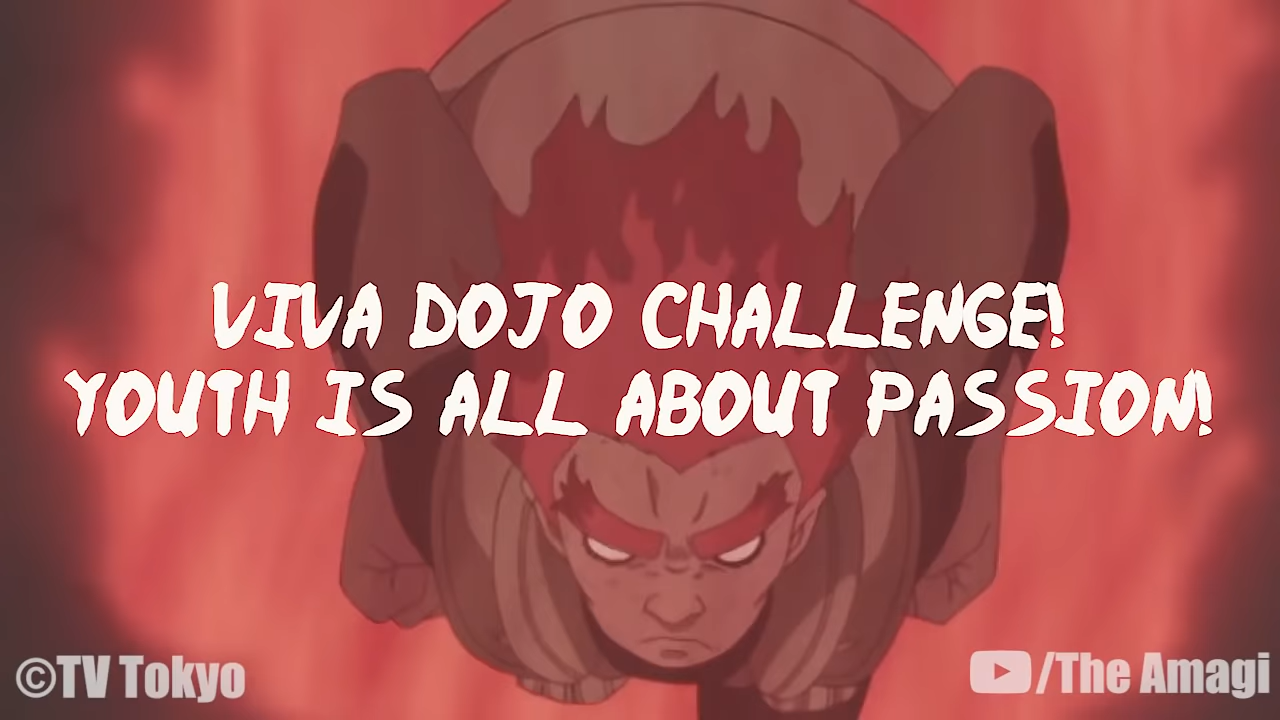 VIVA DOJO CHALLENGE!
YOUTH IS ALL ABOUT PASSION!
©TV Tokyo
/The Amagi